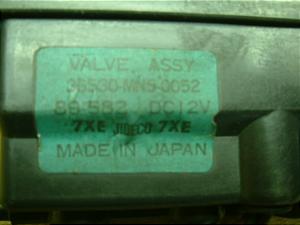 VALVE, ASSY
36530-MN5-0052
89.582 DC12V
7XE JIDECO 7XE
MADE IN JAPAN